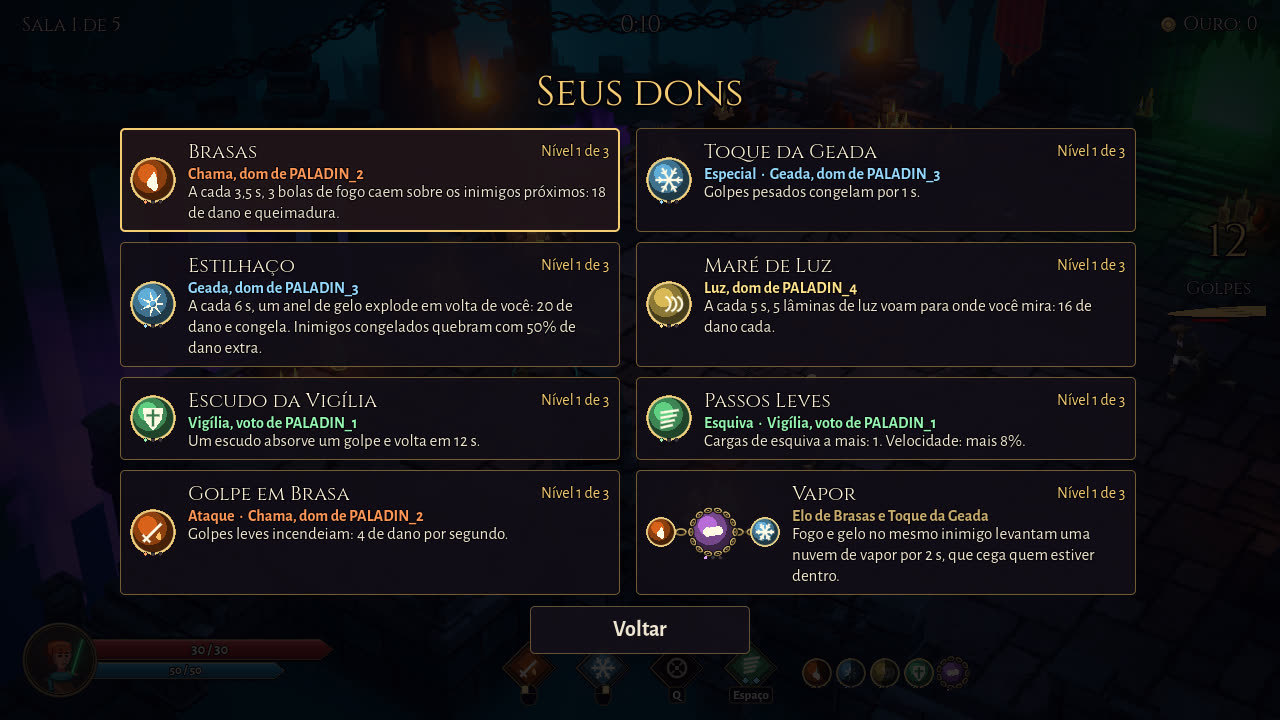 Sala 1 de 5
0:10
Ouro: 0
Seus dons
Brasas
Nível 1 de 3
Chama, dom de PALADIN_2
A cada 3,5 s, 3 bolas de fogo caem sobre os inimigos próximos: 18
de dano e queimadura.
Toque da Geada
Nível 1 de 3
Especial · Geada, dom de PALADIN_3
Golpes pesados congelam por 1 s.
Estilhaço
Nível 1 de 3
Geada, dom de PALADIN_3
A cada 6 s, um anel de gelo explode em volta de você: 20 de
dano e congela. Inimigos congelados quebram com 50% de
dano extra.
Maré de Luz
Nível 1 de 3
Luz, dom de PALADIN_4
A cada 5 s, 5 lâminas de luz voam para onde você mira: 16 de
dano cada.
12
Golpes
Escudo da Vigília
Nível 1 de 3
Vigília, voto de PALADIN_1
Um escudo absorve um golpe e volta em 12 s.
Passos Leves
Nível 1 de 3
Esquiva · Vigília, voto de PALADIN_1
Cargas de esquiva a mais: 1. Velocidade: mais 8%.
Golpe em Brasa
Nível 1 de 3
Ataque · Chama, dom de PALADIN_2
Golpes leves incendeiam: 4 de dano por segundo.
Vapor
Nível 1 de 3
Elo de Brasas e Toque da Geada
Fogo e gelo no mesmo inimigo levantam uma
nuvem de vapor por 2 s, que cega quem estiver
dentro.
Voltar
30 / 30
50 / 50
Q
Espaço